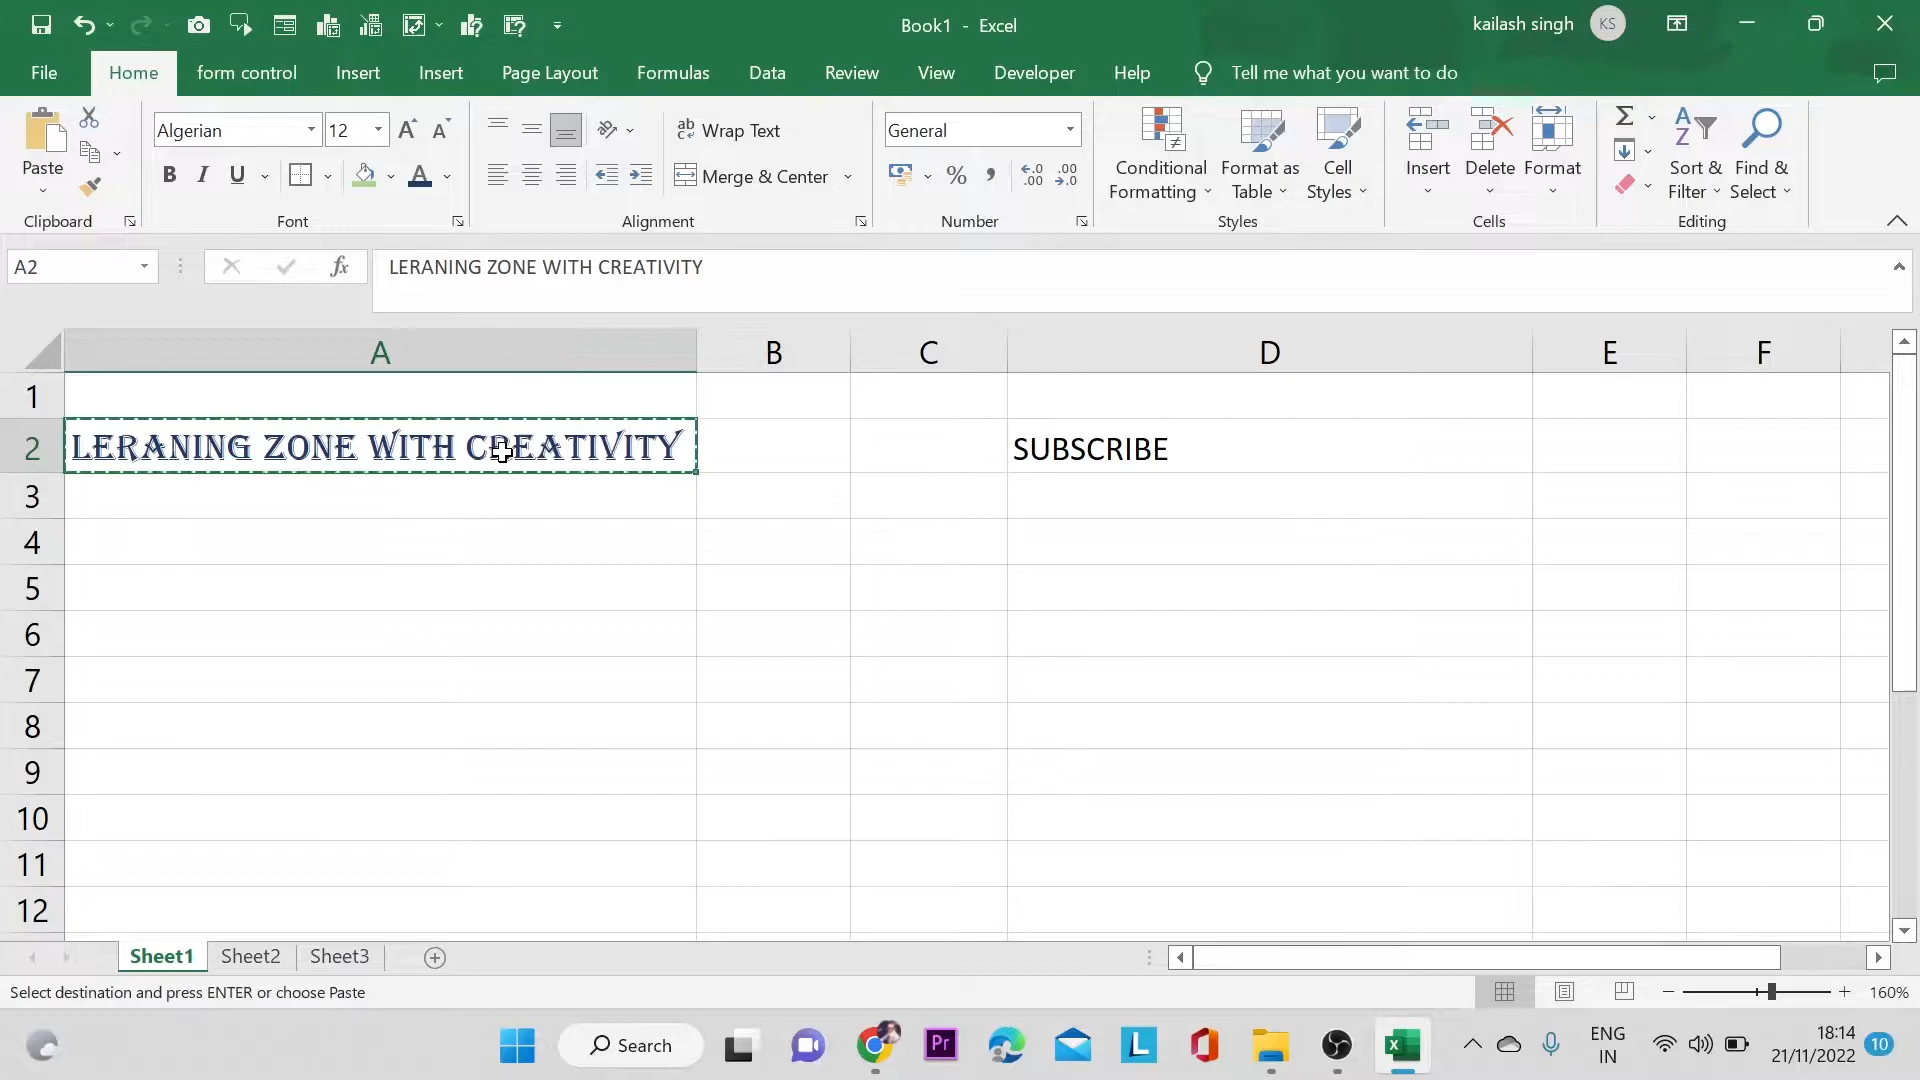 Book1 - Excel
kailash singh
KS
File
Home
form control
Insert
Insert
Page Layout
Formulas
Data
Review
View
Developer
Help
Tell me what you want to do
Paste
Clipboard
Algerian
12
B I U
Font
Wrap Text
Merge & Center
Alignment
General
%
Number
Conditional
Formatting
Format as
Table
Cell
Styles
Styles
Insert
Delete
Format
Cells
Sort &
Filter
Find &
Select
Editing
A2
fx
LERANING ZONE WITH CREATIVITY
A B C D E F
1
2 LERANING ZONE WITH CREATIVITY SUBSCRIBE
3
4
5
6
7
8
9
10
11
12
Sheet1
Sheet2
Sheet3
Select destination and press ENTER or choose Paste
160%
Search
Pr
L
ENG
IN
18:14
21/11/2022
10